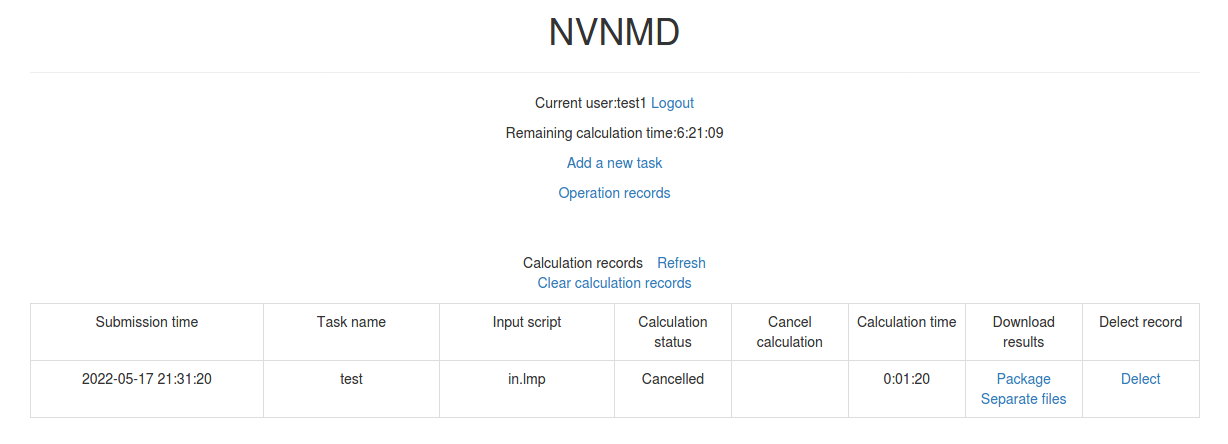 NVNMD
Current user:test1 Logout
Remaining calculation time:6:21:09
Add a new task
Operation records
Calculation records Refresh
Clear calculation records
Submission time Task name Input script Calculation status Cancel calculation Calculation time Download results Delect record
2022-05-17 21:31:20 test in.lmp Cancelled 0:01:20 Package Separate files Delect